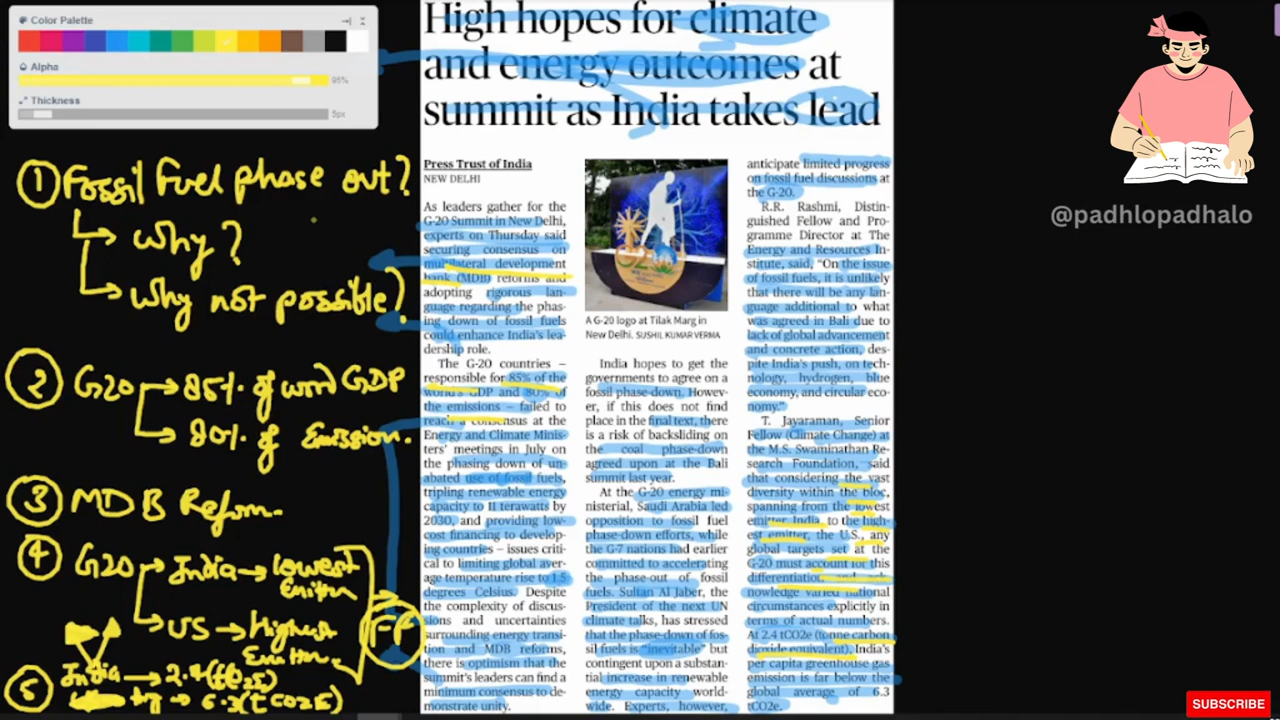 Color Palette
Alpha
95%
Thickness
5px
① Fossil Fuel phase out?
Why?
Why not possible?
② G20 85% of world GDP
80% of Emission.
③ MDB Reform.
④ G20 India → lowest
Emitter
US → Highest
Emitter.
FF
⑤ India → 2.4
6.3 (tCO2E)
High hopes for climate
and energy outcomes at
summit as India takes lead
Press Trust of India
NEW DELHI
As leaders gather for the
G-20 Summit in New Delhi,
experts on Thursday said
securing consensus on
multilateral development
bank (MDB) reforms and
adopting rigorous lan-
guage regarding the phas-
ing down of fossil fuels
could enhance India's lea-
dership role.
The G-20 countries –
responsible for 85% of the
world's GDP and 80% of
the emissions – failed to
reach a consensus at the
Energy and Climate Minis-
ters' meetings in July on
the phasing down of un-
abated use of fossil fuels,
tripling renewable energy
capacity to 11 terawatts by
2030, and providing low-
cost financing to develop-
ing countries – issues criti-
cal to limiting global aver-
age temperature rise to 1.5
degrees Celsius. Despite
the complexity of discus-
sions and uncertainties
surrounding energy transi-
tion and MDB reforms,
there is optimism that the
summit's leaders can find a
minimum consensus to de-
monstrate unity.
A G-20 logo at Tilak Marg in
New Delhi. SUSHIL KUMAR VERMA
India hopes to get the
governments to agree on a
fossil phase-down. Howev-
er, if this does not find
place in the final text, there
is a risk of backsliding on
the coal phase-down
agreed upon at the Bali
summit last year.
At the G-20 energy mi-
nisterial, Saudi Arabia led
opposition to fossil fuel
phase-down efforts, while
the G-7 nations had earlier
committed to accelerating
the phase-out of fossil
fuels. Sultan Al Jaber, the
President of the next UN
climate talks, has stressed
that the phase-down of fos-
sil fuels is "inevitable" but
contingent upon a substan-
tial increase in renewable
energy capacity world-
wide. Experts, however,
anticipate limited progress
on fossil fuel discussions at
the G-20.
R.R. Rashmi, Distin-
guished Fellow and Pro-
gramme Director at The
Energy and Resources In-
stitute, said, "On the issue
of fossil fuels, it is unlikely
that there will be any lan-
guage additional to what
was agreed in Bali due to
lack of global advancement
and concrete action, des-
pite India's push, on tech-
nology, hydrogen, blue
economy, and circular eco-
nomy."
T. Jayaraman, Senior
Fellow (Climate Change) at
the M.S. Swaminathan Re-
search Foundation, said
that considering the vast
diversity within the bloc,
spanning from the lowest
emitter India, to the high-
est emitter, the U.S., any
global targets set at the
G-20 must account for this
differentiation and ack-
nowledge varied national
circumstances explicitly in
terms of actual numbers.
At 2.4 tCO2e (tonne carbon
dioxide equivalent), India's
per capita greenhouse gas
emission is far below the
global average of 6.3
tCO2e.
@padhlopadhalo
SUBSCRIBE